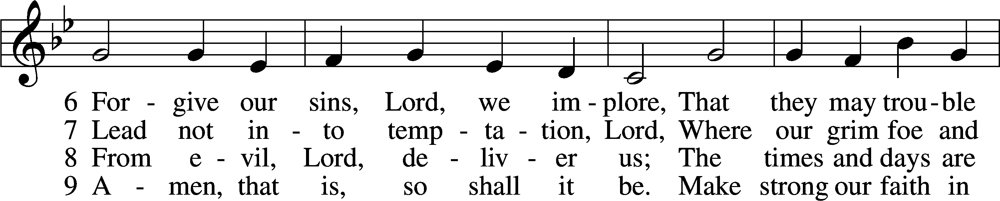 6 For - give our sins, Lord, we im - plore, That they may trou - ble
7 Lead not in - to temp - ta - tion, Lord, Where our grim foe and
8 From e - vil, Lord, de - liv - er us; The times and days are
9 A - men, that is, so shall it be. Make strong our faith in